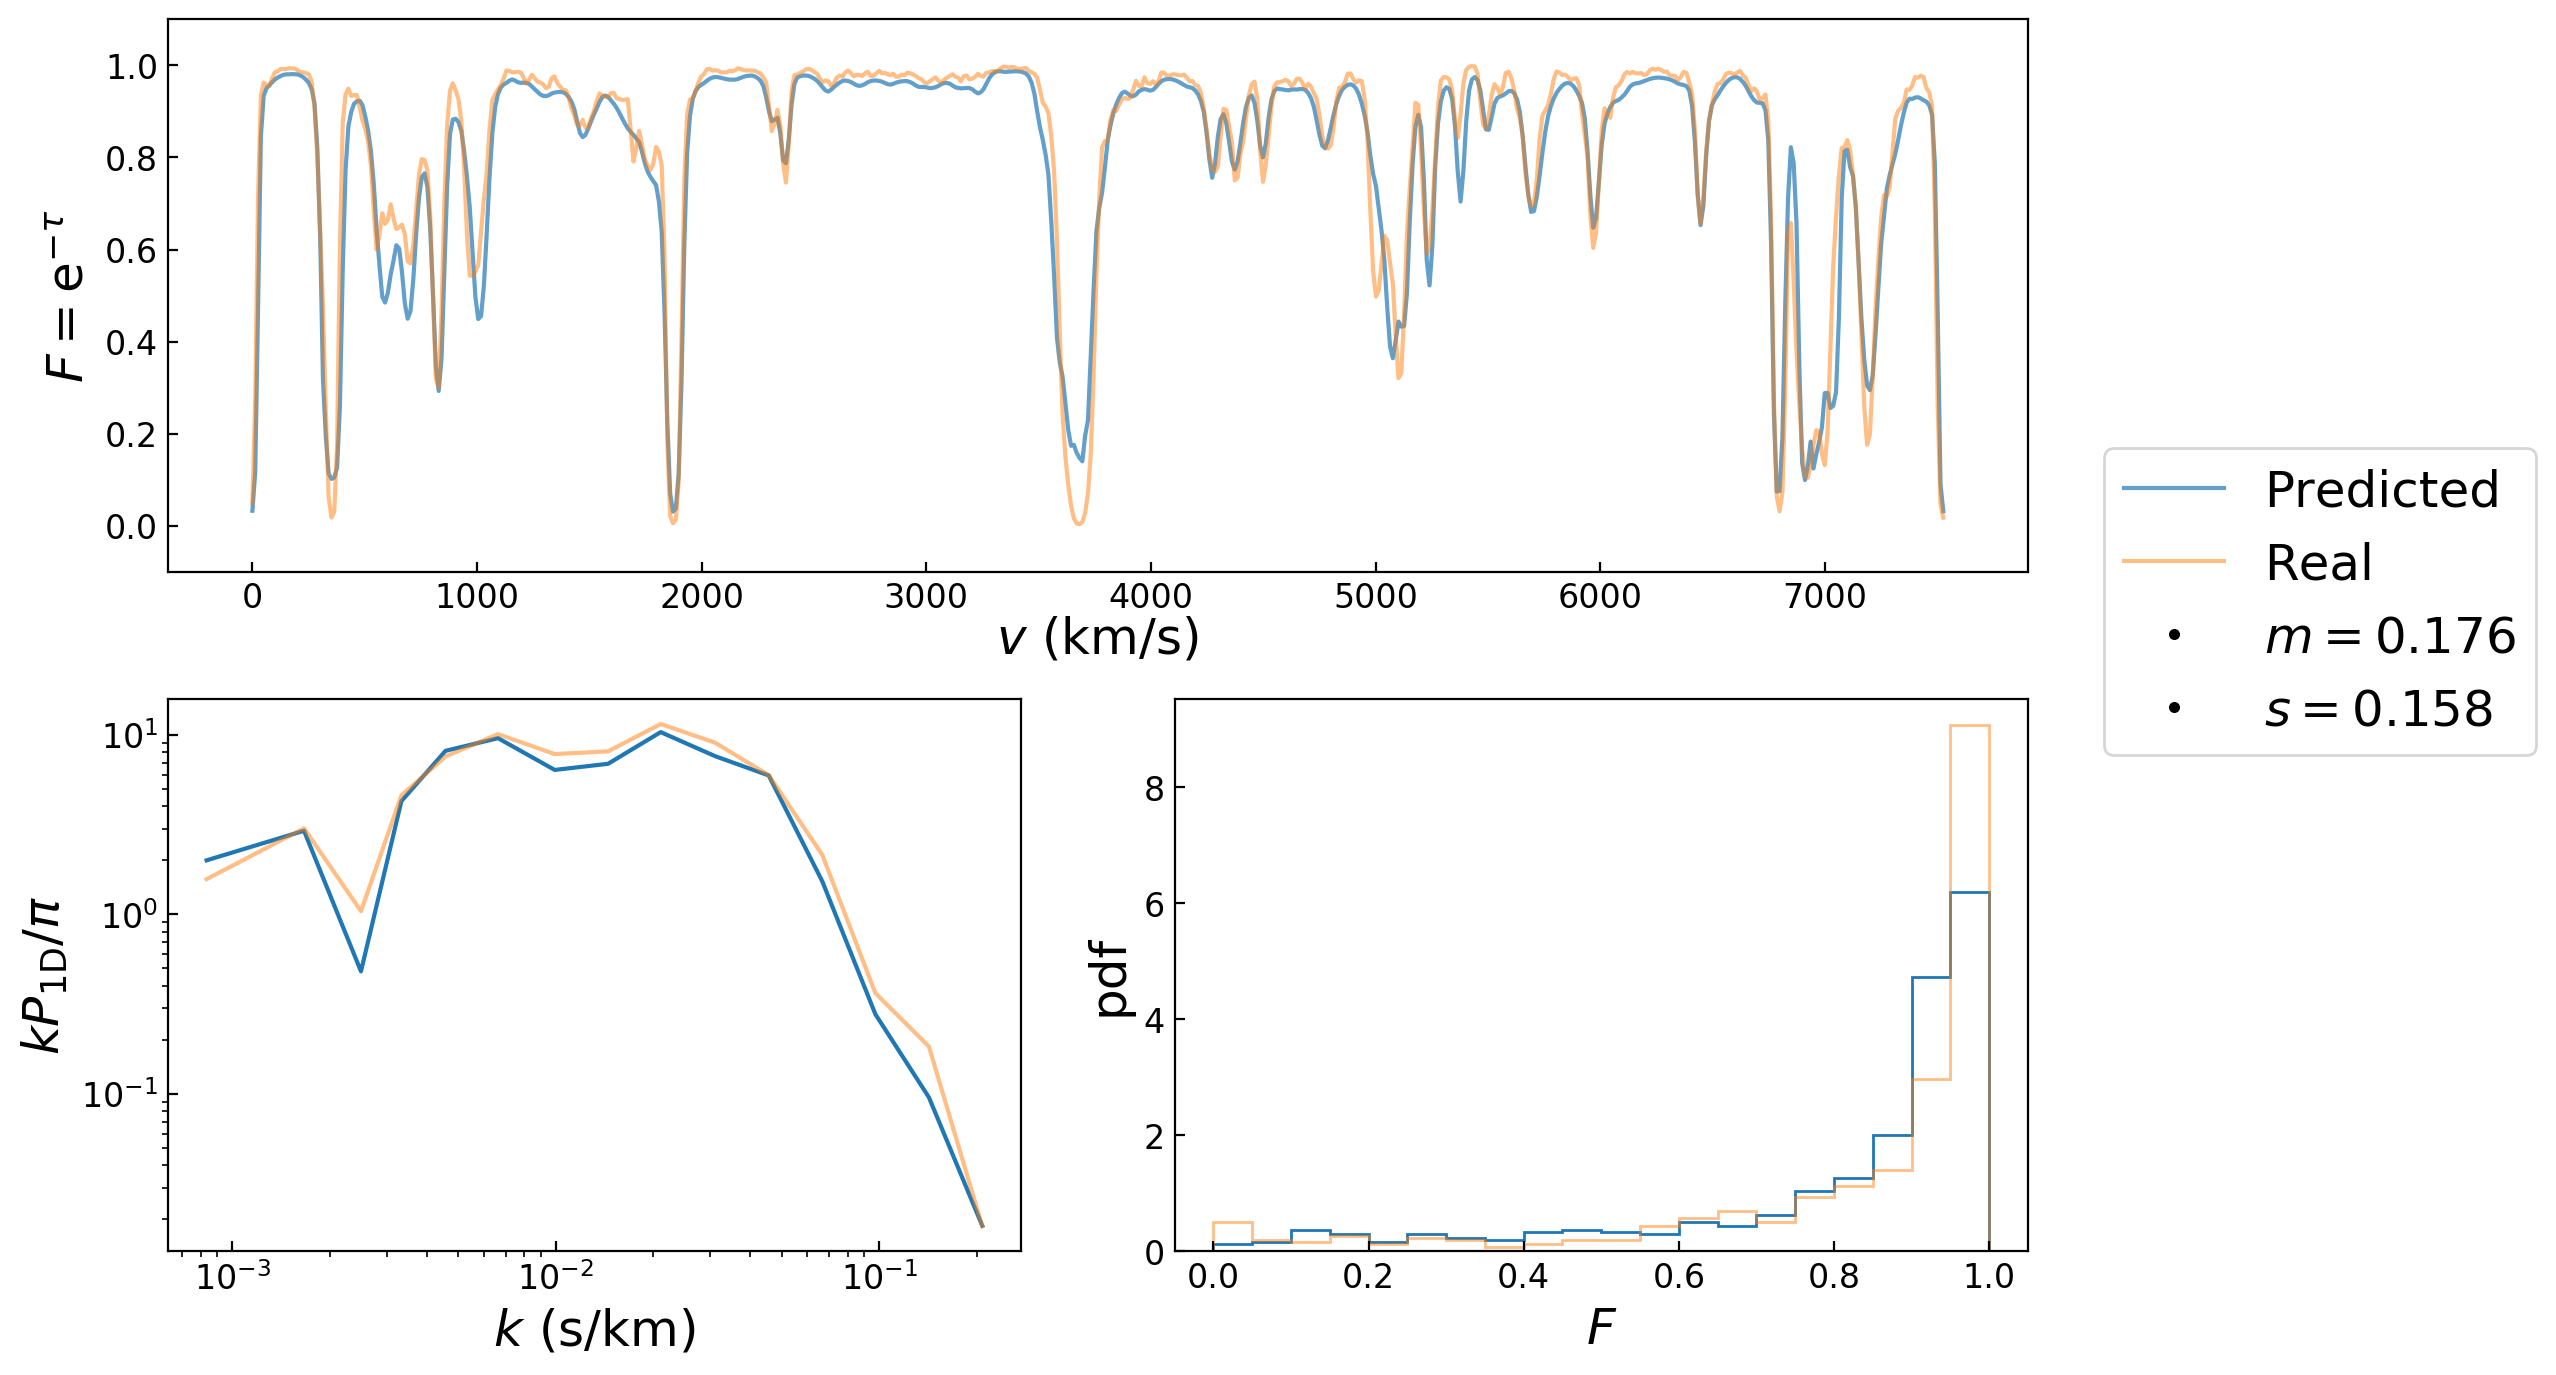 1.0
0.8
0.6
0.4
0.2
0.0
F = e^{−τ}
0 1000 2000 3000 4000 5000 6000 7000
v (km/s)
Predicted
Real
m = 0.176
s = 0.158
10^1
10^0
10^{−1}
kP_{1D}/π
10^{−3} 10^{−2} 10^{−1}
k (s/km)
8
6
4
2
0
pdf
0.0 0.2 0.4 0.6 0.8 1.0
F